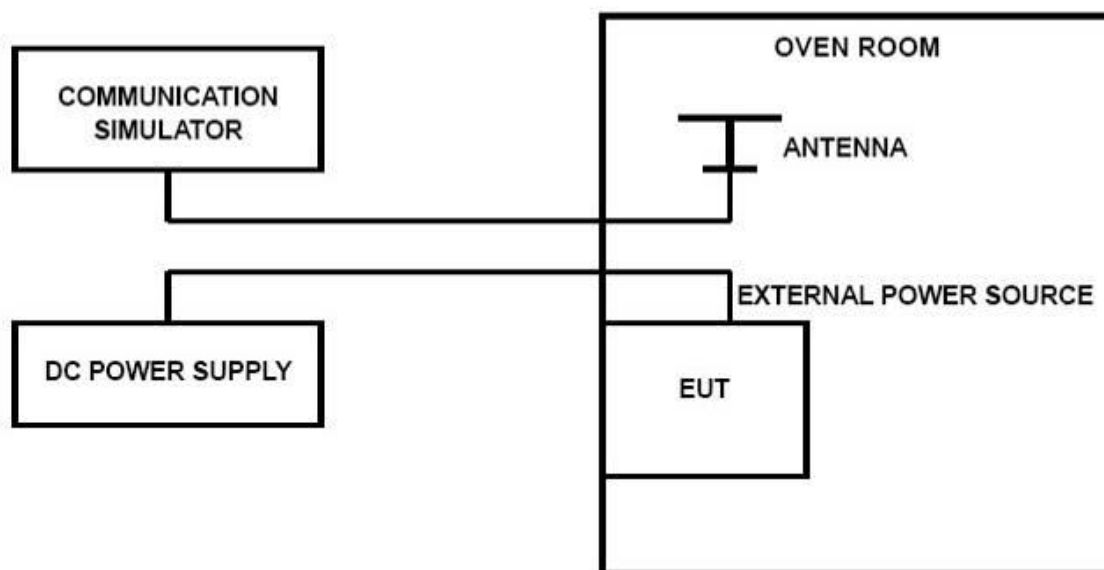 OVEN ROOM
COMMUNICATION
SIMULATOR
ANTENNA
EXTERNAL POWER SOURCE
DC POWER SUPPLY
EUT